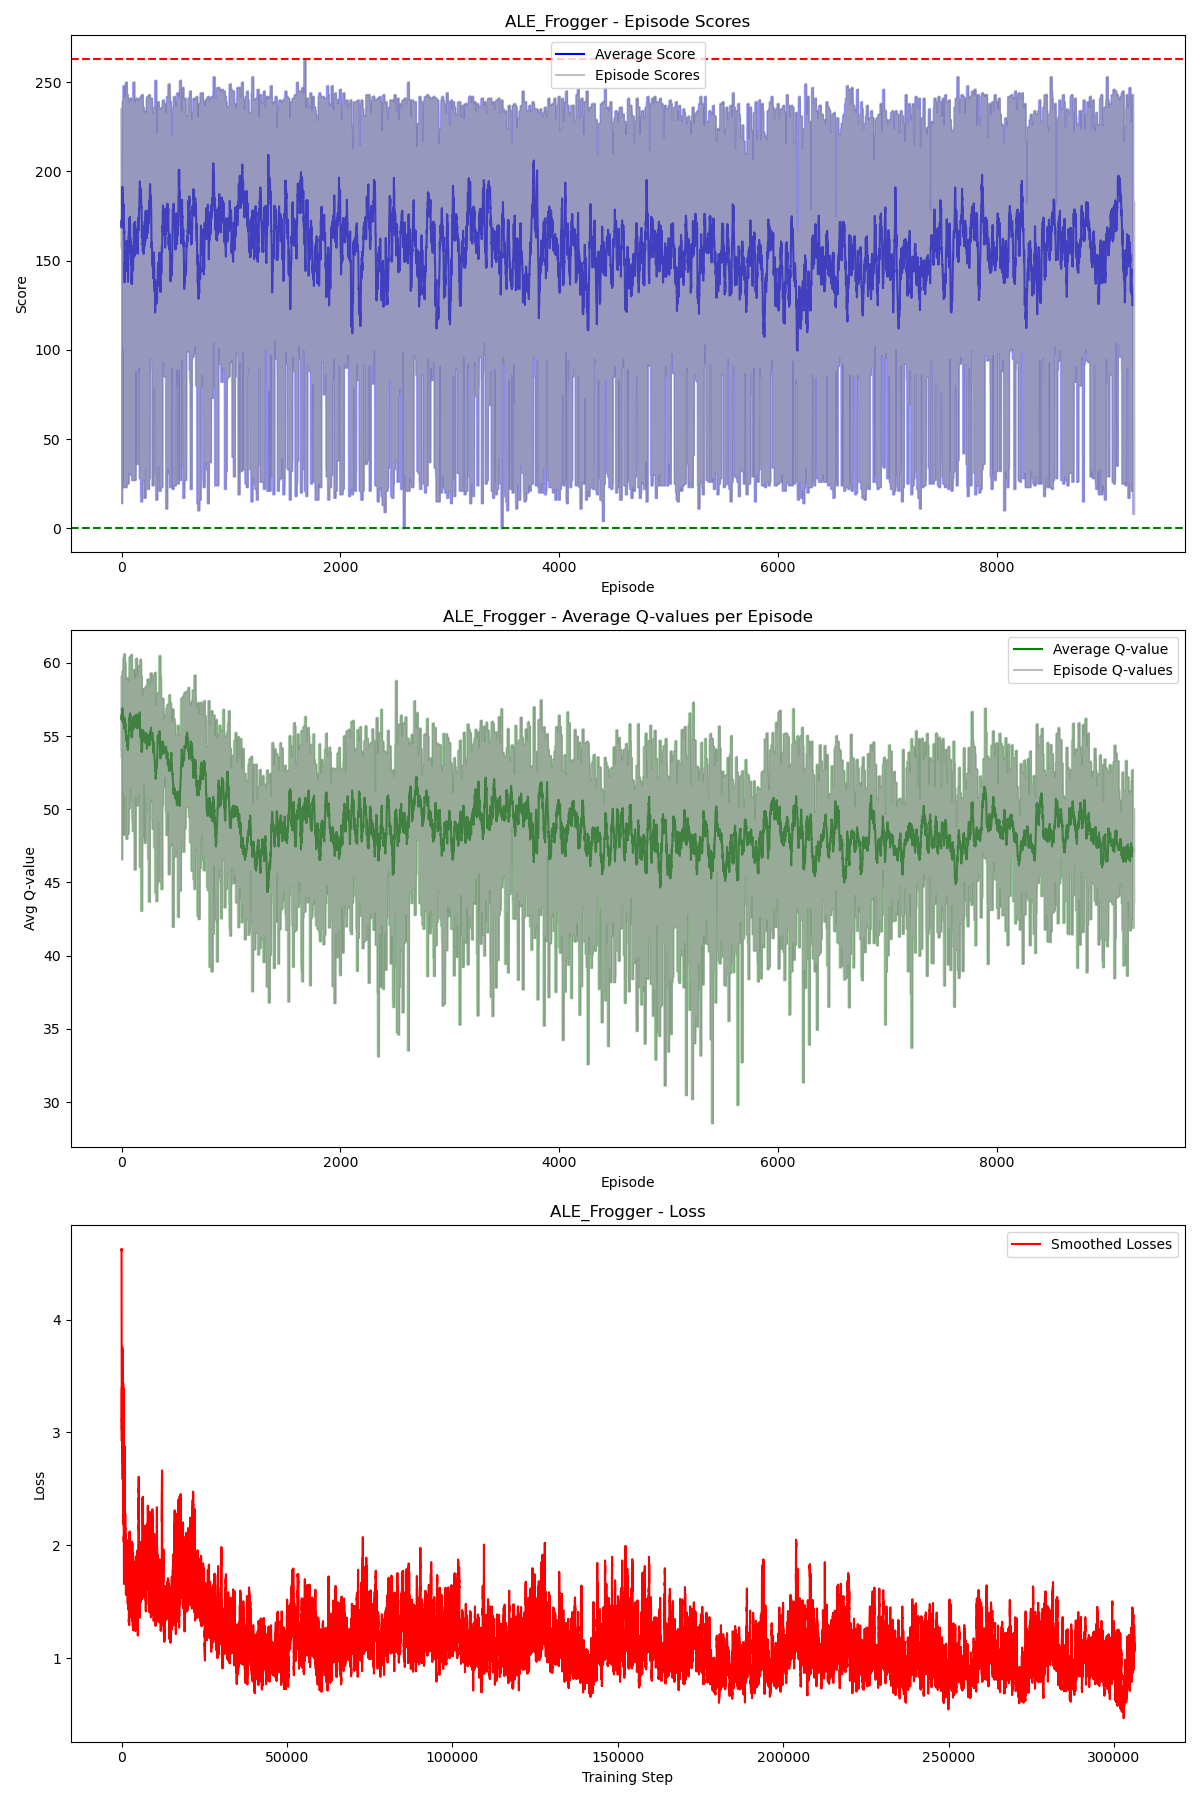 ALE_Frogger - Episode Scores
Average Score
Episode Scores
Score
250
200
150
100
50
0
0 2000 4000 6000 8000
Episode
ALE_Frogger - Average Q-values per Episode
Average Q-value
Episode Q-values
Avg Q-value
60
55
50
45
40
35
30
0 2000 4000 6000 8000
Episode
ALE_Frogger - Loss
Smoothed Losses
Loss
4
3
2
1
0 50000 100000 150000 200000 250000 300000
Training Step